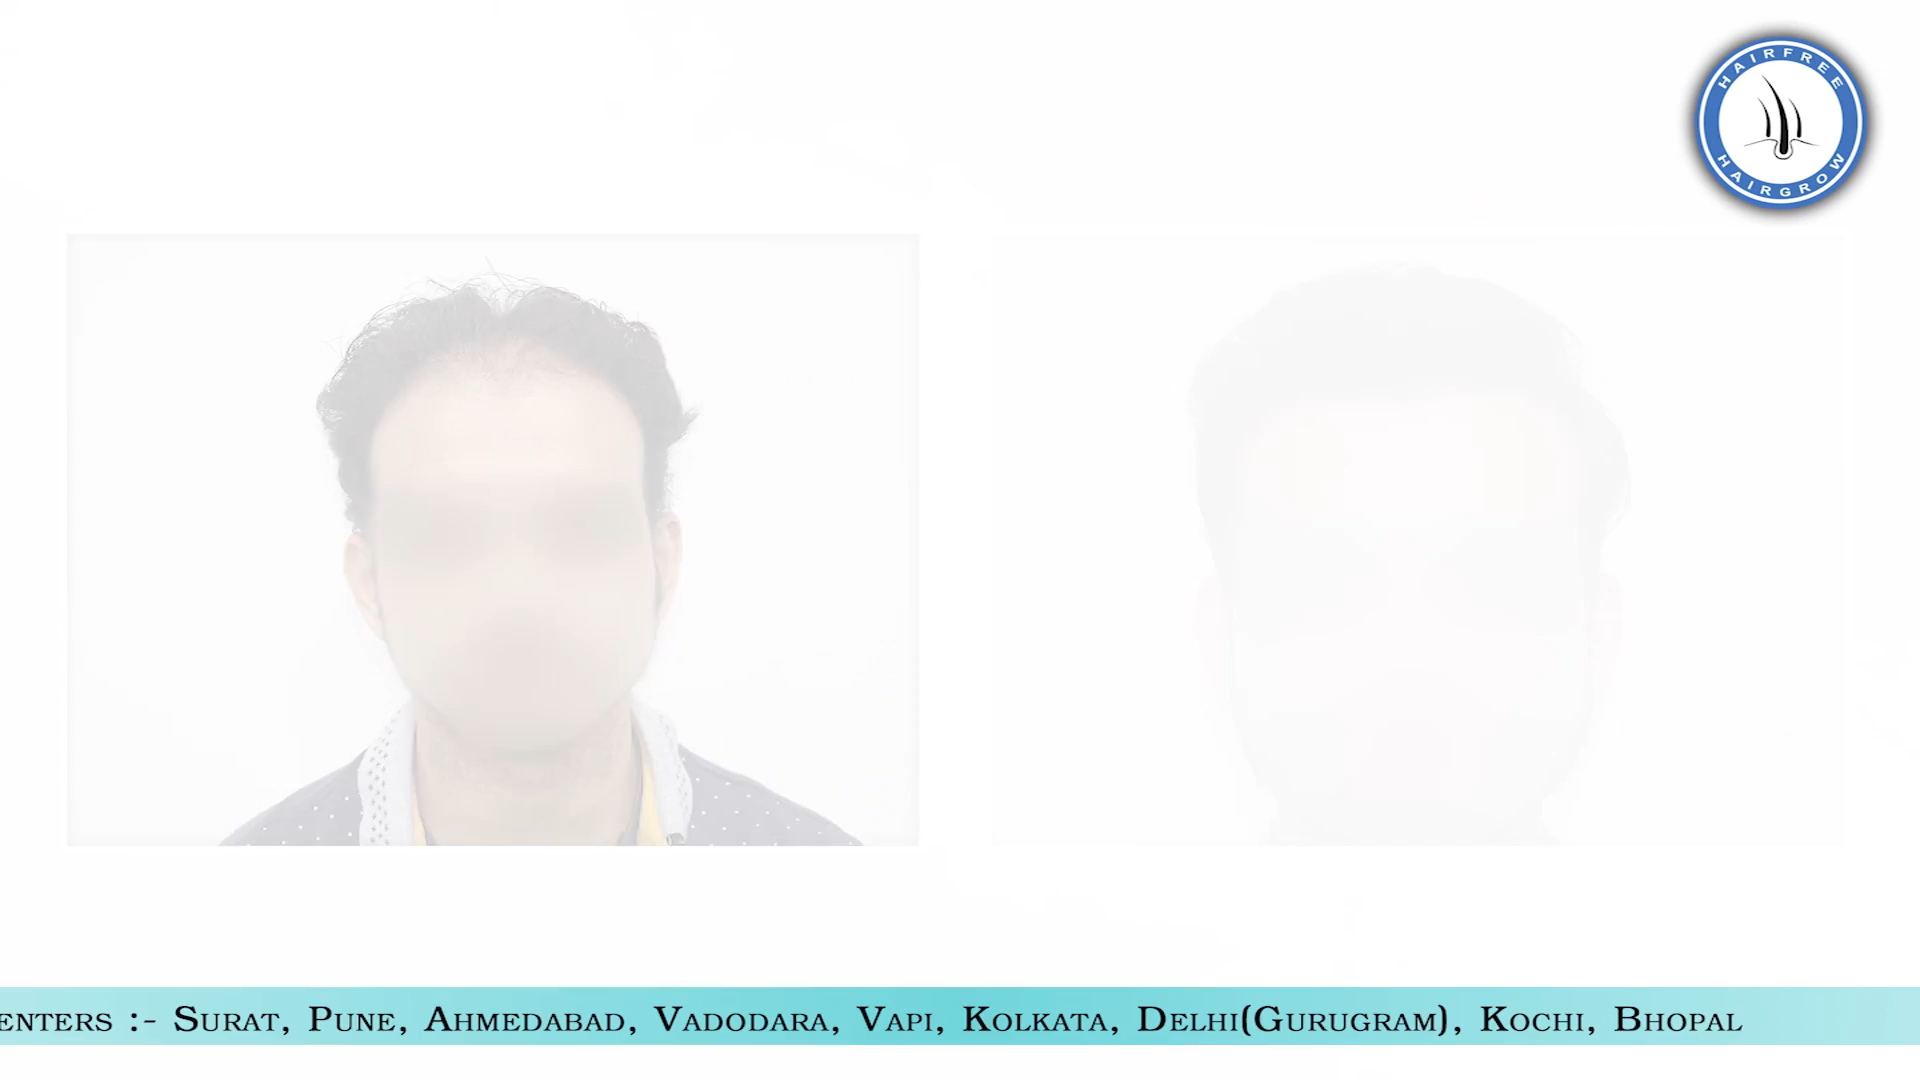 HAIRFREE
HAIRGROW
ENTERS :- SURAT, PUNE, AHMEDABAD, VADODARA, VAPI, KOLKATA, DELHI(GURUGRAM), KOCHI, BHOPAL